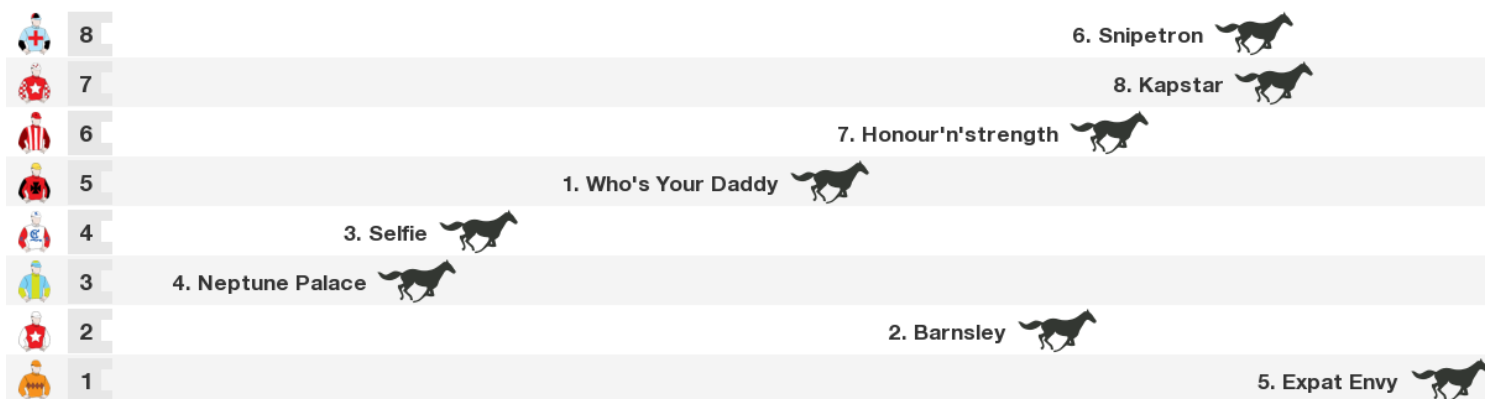 8 6. Snipetron
7 8. Kapstar
6 7. Honour'n'strength
5 1. Who's Your Daddy
4 3. Selfie
3 4. Neptune Palace
2 2. Barnsley
1 5. Expat Envy